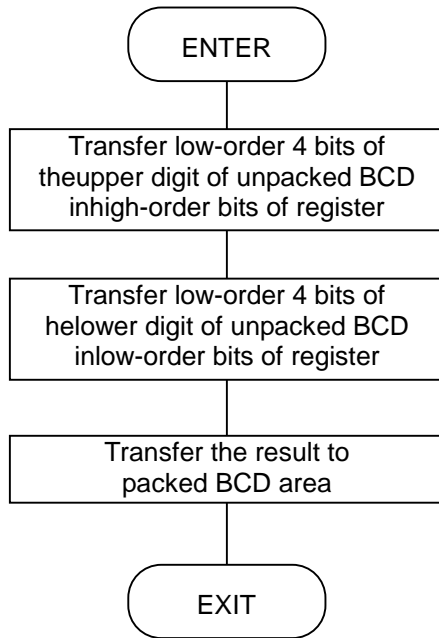 ENTER
Transfer low-order 4 bits of
theupper digit of unpacked BCD
inhigh-order bits of register
Transfer low-order 4 bits of
helower digit of unpacked BCD
inlow-order bits of register
Transfer the result to
packed BCD area
EXIT